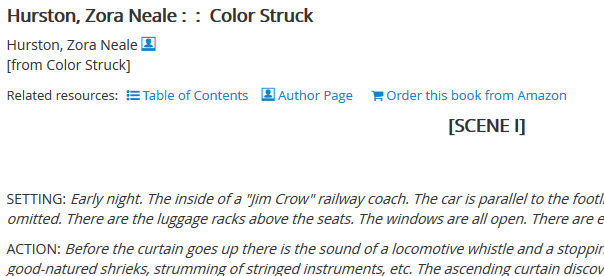 Hurston, Zora Neale : : Color Struck
Hurston, Zora Neale
[from Color Struck]
Related resources: Table of Contents Author Page Order this book from Amazon
[SCENE I]
SETTING: Early night. The inside of a "Jim Crow" railway coach. The car is parallel to the footl
omitted. There are the luggage racks above the seats. The windows are all open. There are e
ACTION: Before the curtain goes up there is the sound of a locomotive whistle and a stoppin
good-natured shrieks, strumming of stringed instruments, etc. The ascending curtain discov